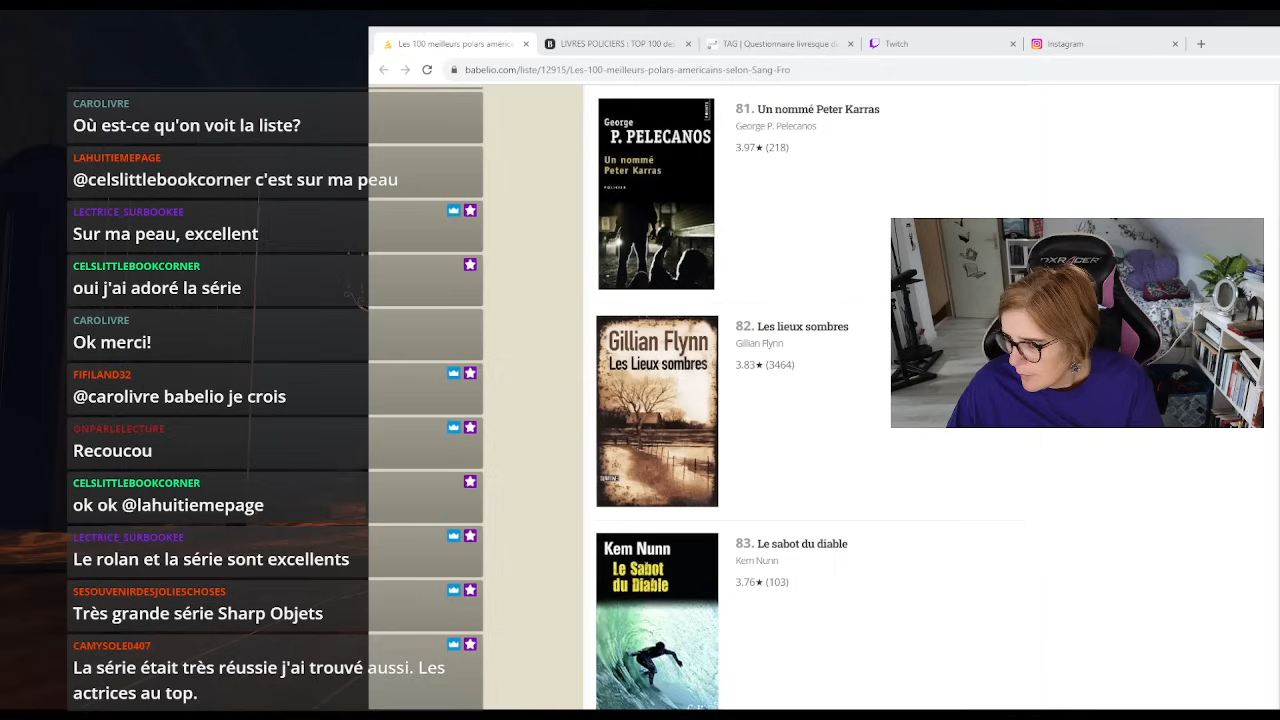 Les 100 meilleurs polars améric
LIVRES POLICIERS : TOP 100 des
TAG | Questionnaire livresque di
Twitch
Instagram
babelio.com/liste/12915/Les-100-meilleurs-polars-americains-selon-Sang-Fro
CAROLIVRE
Où est-ce qu'on voit la liste?
LAHUITIEMEPAGE
@celslittlebookcorner c'est sur ma peau
LECTRICE_SURBOOKEE
Sur ma peau, excellent
CELSLITTLEBOOKCORNER
oui j'ai adoré la série
CAROLIVRE
Ok merci!
FIFILAND32
@carolivre babelio je crois
ONPARLELECTURE
Recoucou
CELSLITTLEBOOKCORNER
ok ok @lahuitiemepage
LECTRICE_SURBOOKEE
Le rolan et la série sont excellents
SESOUVENIRDESJOLIESCHOSES
Très grande série Sharp Objets
CAMYSOLE0407
La série était très réussie j'ai trouvé aussi. Les
actrices au top.
George
P. PELECANOS
Un nommé
Peter Karras
POLICIER
81. Un nommé Peter Karras
George P. Pelecanos
3.97★ (218)
Gillian Flynn
Les Lieux sombres
82. Les lieux sombres
Gillian Flynn
3.83★ (3464)
Kem Nunn
Le Sabot
du Diable
83. Le sabot du diable
Kem Nunn
3.76★ (103)
DXRACER